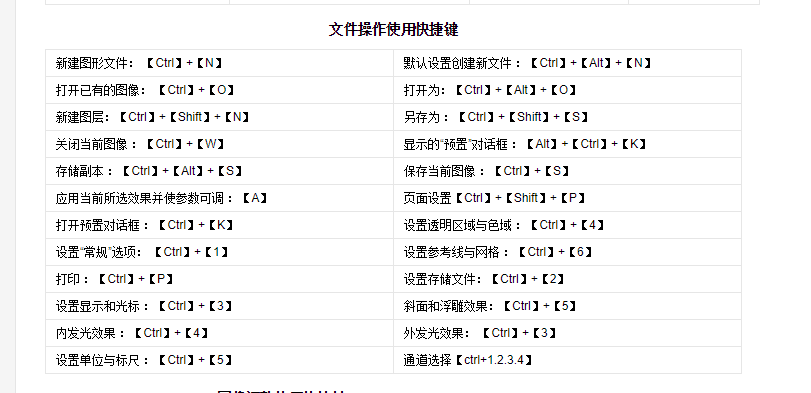 文件操作使用快捷键
新建图形文件：【Ctrl】+【N】
默认设置创建新文件：【Ctrl】+【Alt】+【N】
打开已有的图像：【Ctrl】+【O】
打开为：【Ctrl】+【Alt】+【O】
新建图层：【Ctrl】+【Shift】+【N】
另存为：【Ctrl】+【Shift】+【S】
关闭当前图像：【Ctrl】+【W】
显示的“预置”对话框：【Alt】+【Ctrl】+【K】
存储副本：【Ctrl】+【Alt】+【S】
保存当前图像：【Ctrl】+【S】
应用当前所选效果并使参数可调：【A】
页面设置【Ctrl】+【Shift】+【P】
打开预置对话框：【Ctrl】+【K】
设置透明区域与色域：【Ctrl】+【4】
设置“常规”选项：【Ctrl】+【1】
设置参考线与网格：【Ctrl】+【6】
打印：【Ctrl】+【P】
设置存储文件：【Ctrl】+【2】
设置显示和光标：【Ctrl】+【3】
斜面和浮雕效果：【Ctrl】+【5】
内发光效果：【Ctrl】+【4】
外发光效果：【Ctrl】+【3】
设置单位与标尺：【Ctrl】+【5】
通道选择【ctrl+1.2.3.4】